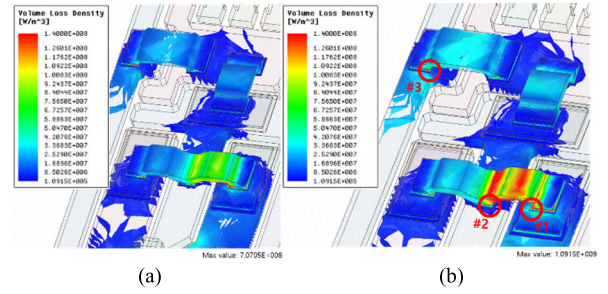 Volume Loss Density
[W/m^3]
1.4000E+008
1.2601E+008
1.1762E+008
1.0922E+008
1.0083E+008
9.2437E+007
8.4044E+007
7.5650E+007
6.7257E+007
5.8863E+007
5.0470E+007
4.2076E+007
3.3683E+007
2.5290E+007
1.6896E+007
8.5026E+006
1.0915E+005
Max value: 7.0705E+008
(a)
Volume Loss Density
[W/m^3]
1.4000E+008
1.2601E+008
1.1762E+008
1.0922E+008
1.0083E+008
9.2437E+007
8.4044E+007
7.5650E+007
6.7257E+007
5.8863E+007
5.0470E+007
4.2076E+007
3.3683E+007
2.5290E+007
1.6896E+007
8.5026E+006
1.0915E+005
#3
#2
#1
Max value: 1.0915E+009
(b)